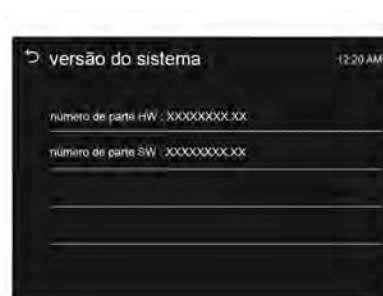 versão do sistema
12:20 AM
número de parte HW : XXXXXXXX.XX
número de parte SW : XXXXXXXX.XX